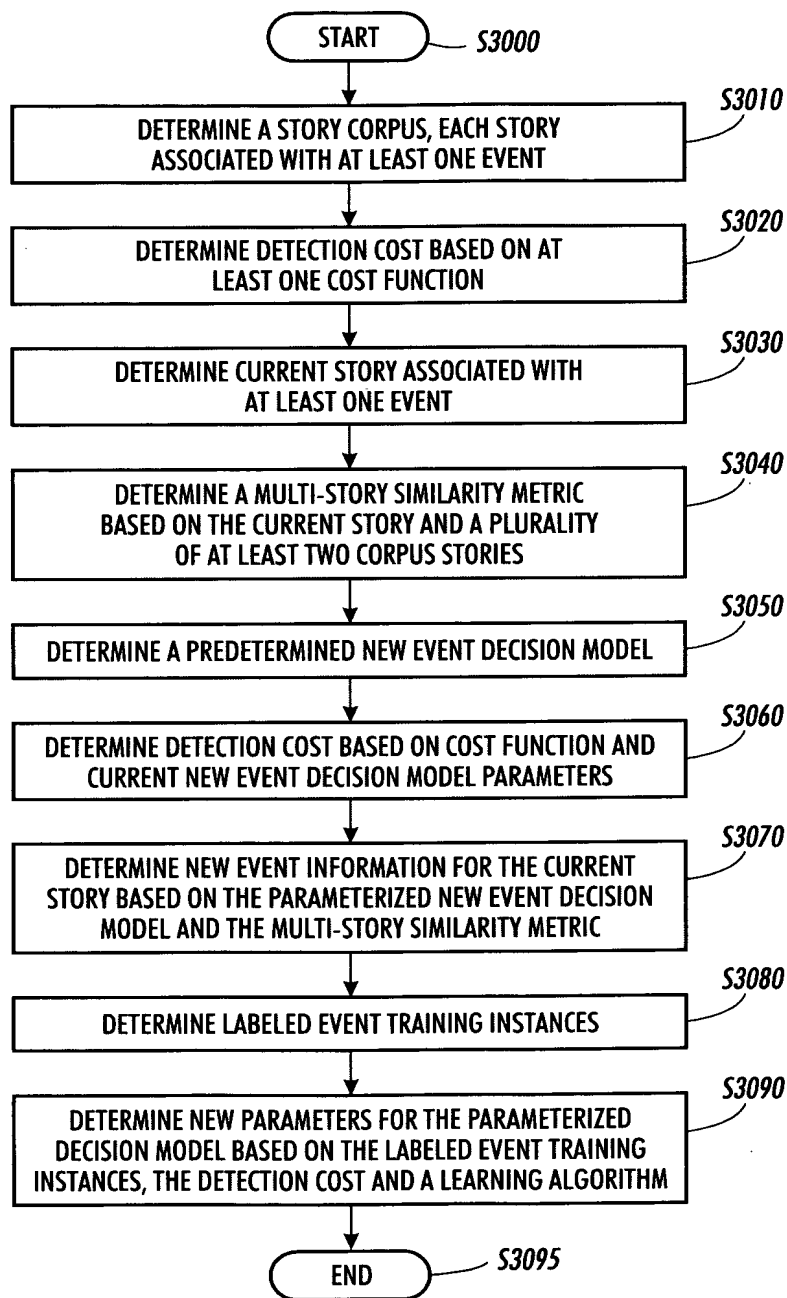 START
S3000
S3010
DETERMINE A STORY CORPUS, EACH STORY
ASSOCIATED WITH AT LEAST ONE EVENT
S3020
DETERMINE DETECTION COST BASED ON AT
LEAST ONE COST FUNCTION
S3030
DETERMINE CURRENT STORY ASSOCIATED WITH
AT LEAST ONE EVENT
S3040
DETERMINE A MULTI-STORY SIMILARITY METRIC
BASED ON THE CURRENT STORY AND A PLURALITY
OF AT LEAST TWO CORPUS STORIES
S3050
DETERMINE A PREDETERMINED NEW EVENT DECISION MODEL
S3060
DETERMINE DETECTION COST BASED ON COST FUNCTION AND
CURRENT NEW EVENT DECISION MODEL PARAMETERS
S3070
DETERMINE NEW EVENT INFORMATION FOR THE CURRENT
STORY BASED ON THE PARAMETERIZED NEW EVENT DECISION
MODEL AND THE MULTI-STORY SIMILARITY METRIC
S3080
DETERMINE LABELED EVENT TRAINING INSTANCES
S3090
DETERMINE NEW PARAMETERS FOR THE PARAMETERIZED
DECISION MODEL BASED ON THE LABELED EVENT TRAINING
INSTANCES, THE DETECTION COST AND A LEARNING ALGORITHM
END
S3095